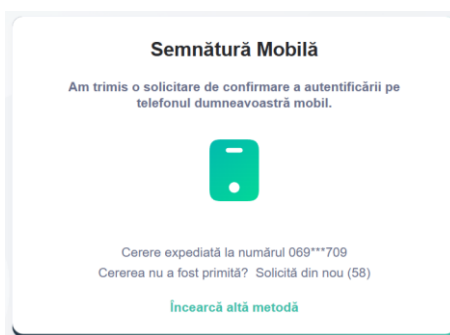 Semnătură Mobilă
Am trimis o solicitare de confirmare a autentificării pe
telefonul dumneavoastră mobil.
Cerere expediată la numărul 069***709
Cererea nu a fost primită? Solicită din nou (58)
Încearcă altă metodă